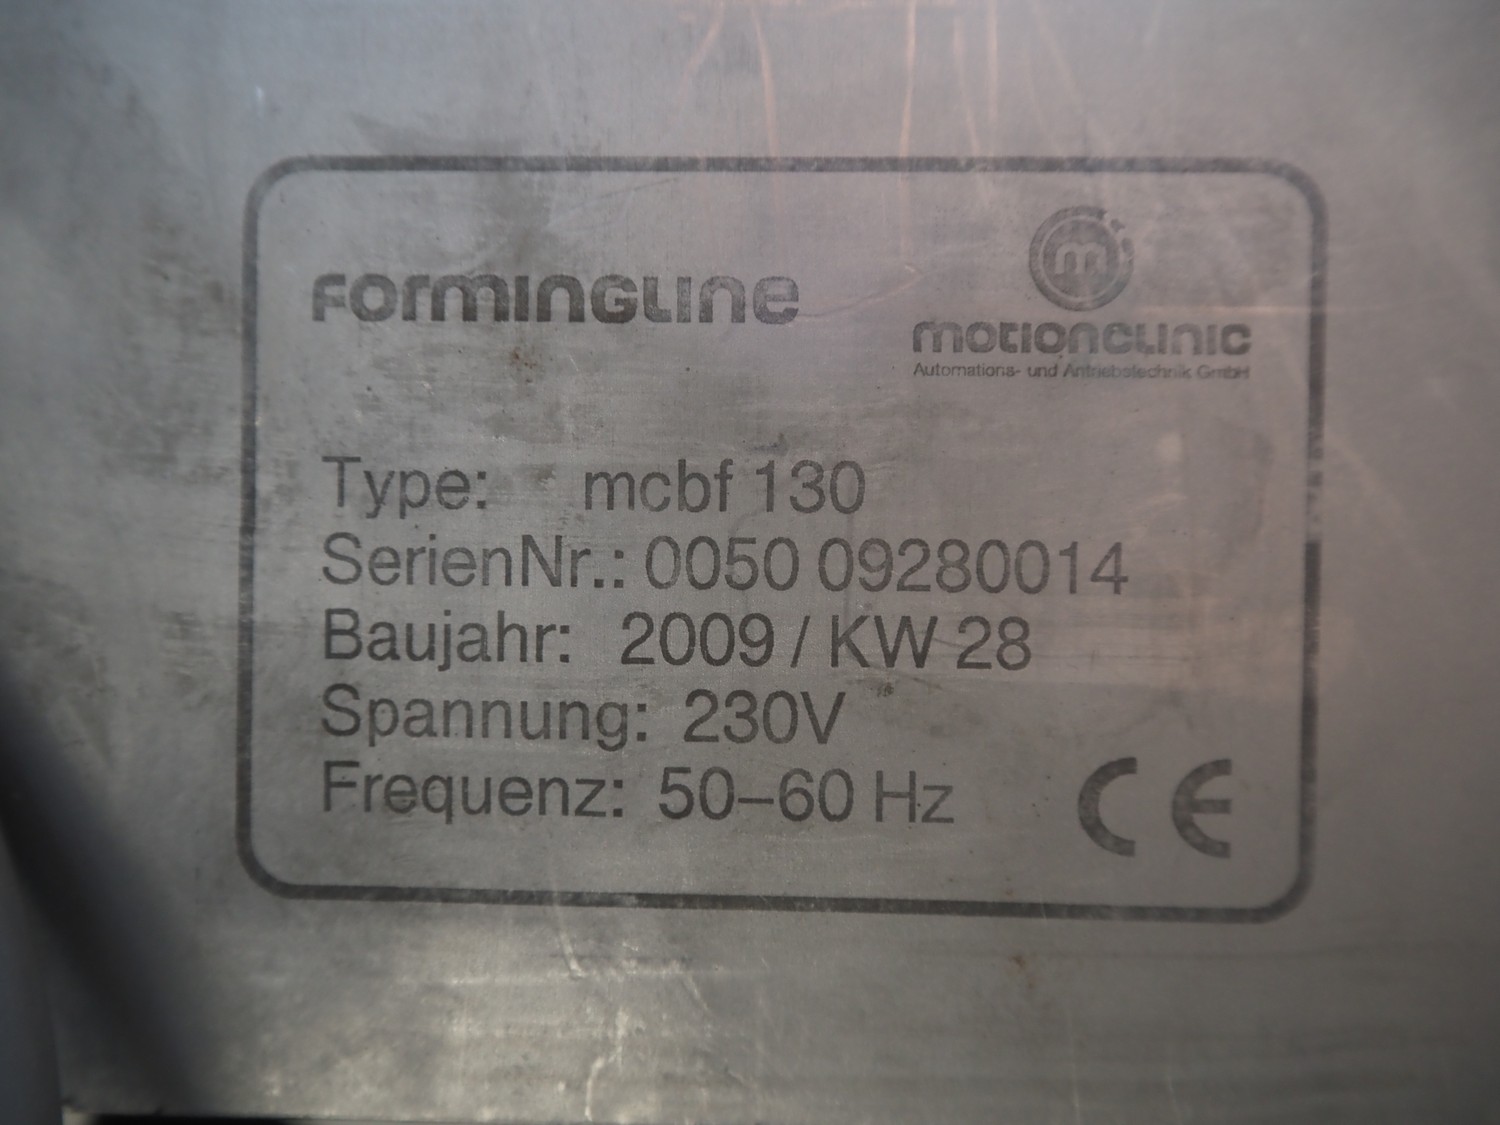 FORMINGLINE
m
motionclinic
Automations- und Antriebstechnik GmbH
Type: mcbf 130
SerienNr.: 0050 09280014
Baujahr: 2009 / KW 28
Spannung: 230V
Frequenz: 50–60 Hz
CE